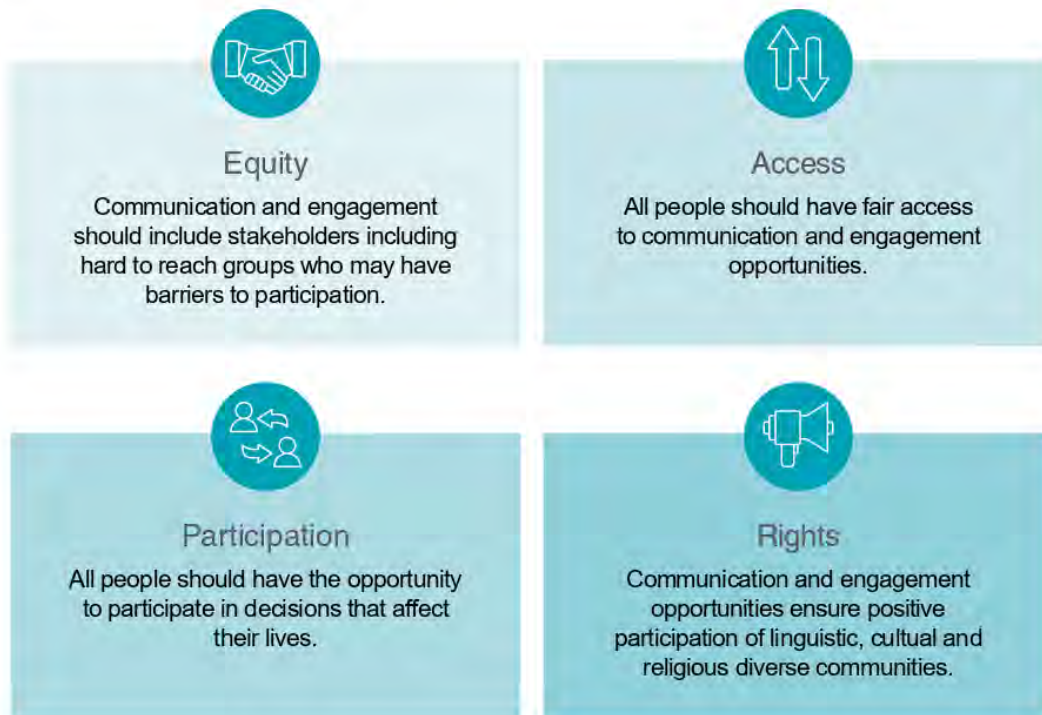 Equity
Communication and engagement
should include stakeholders including
hard to reach groups who may have
barriers to participation.
Access
All people should have fair access
to communication and engagement
opportunities.
Participation
All people should have the opportunity
to participate in decisions that affect
their lives.
Rights
Communication and engagement
opportunities ensure positive
participation of linguistic, cultual and
religious diverse communities.